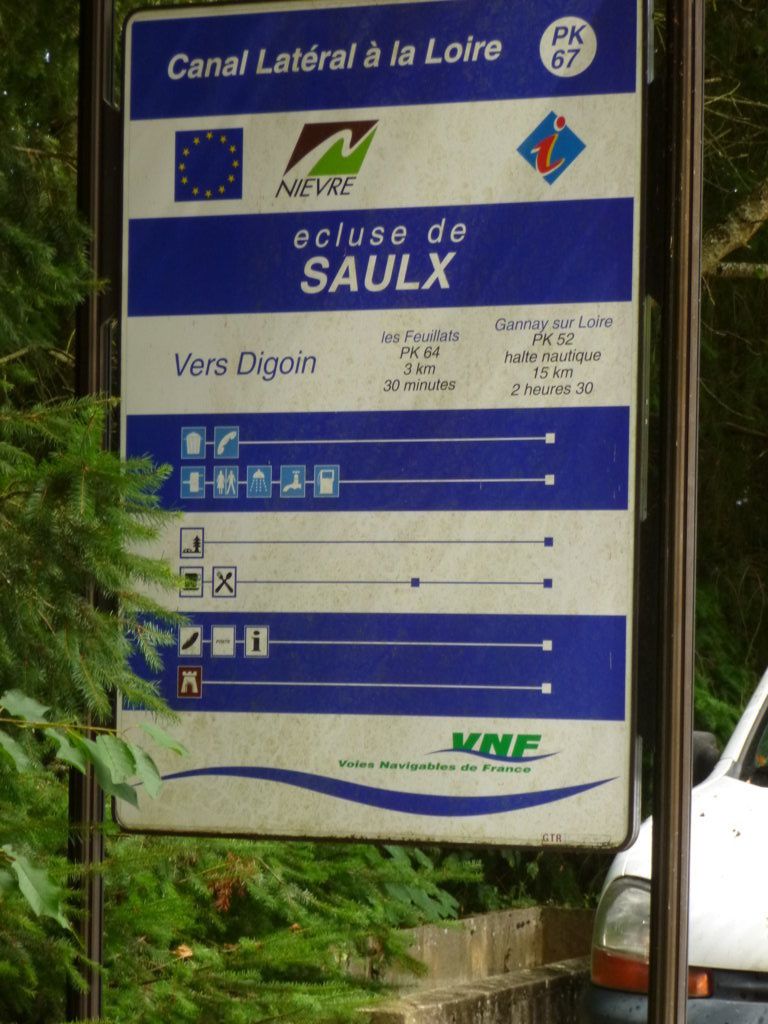 Canal Latéral à la Loire
PK
67
NIEVRE
i
ecluse de
SAULX
Vers Digoin
les Feuillats
PK 64
3 km
30 minutes
Gannay sur Loire
PK 52
halte nautique
15 km
2 heures 30
i
VNF
Voies Navigables de France
GTR